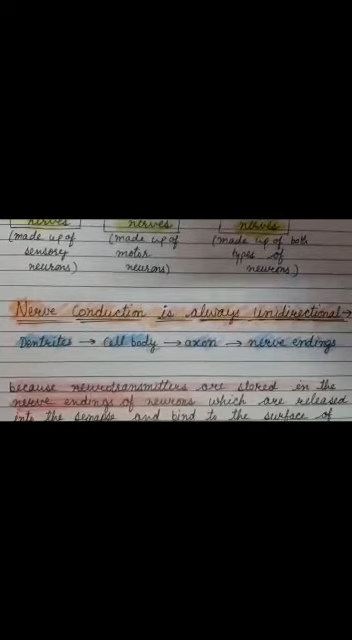 nerves nerves nerves
(made up of (made up of (made up of both
sensory motor types of
neurons) neurons) neurons)
Nerve Conduction is always unidirectional →
Dentrites → cell body → axon → nerve endings
because neurotransmitters are stored in the
nerve endings of neurons which are released
into the synapse and bind to the surface of